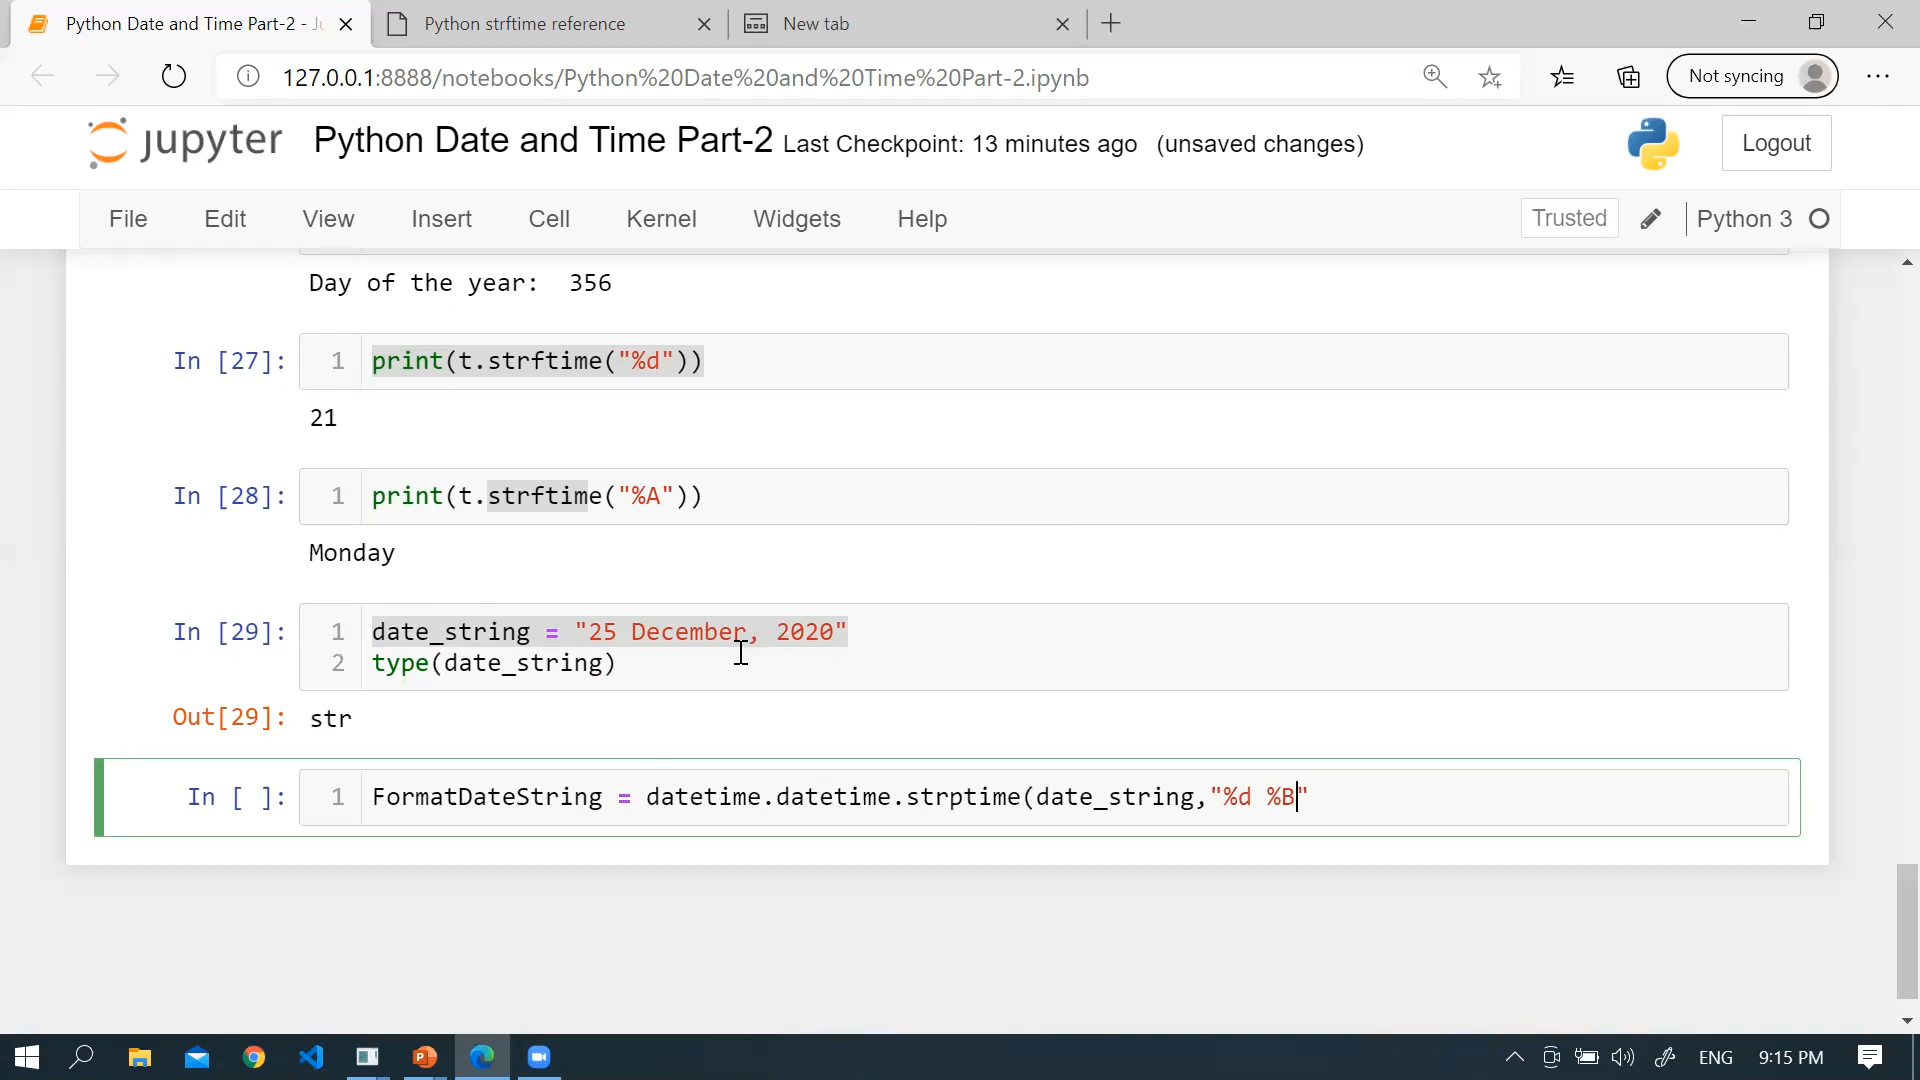 Python Date and Time Part-2 - Ju
Python strftime reference
New tab
127.0.0.1:8888/notebooks/Python%20Date%20and%20Time%20Part-2.ipynb
Not syncing
jupyter Python Date and Time Part-2 Last Checkpoint: 13 minutes ago (unsaved changes)
Logout
File Edit View Insert Cell Kernel Widgets Help
Trusted
Python 3
Day of the year:  356
In [27]: 1 print(t.strftime("%d"))
21
In [28]: 1 print(t.strftime("%A"))
Monday
In [29]: 1 date_string = "25 December, 2020"
2 type(date_string)
Out[29]: str
In [ ]: 1 FormatDateString = datetime.datetime.strptime(date_string,"%d %B"
ENG 9:15 PM